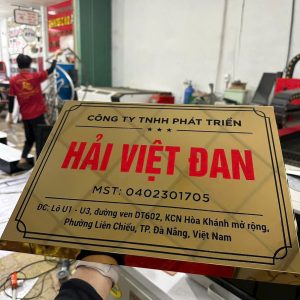 CÔNG TY TNHH PHÁT TRIỂN
HẢI VIỆT ĐAN
MST: 0402301705
ĐC: Lô U1 - U3, đường ven DT602, KCN Hòa Khánh mở rộng,
Phường Liên Chiểu, TP. Đà Nẵng, Việt Nam